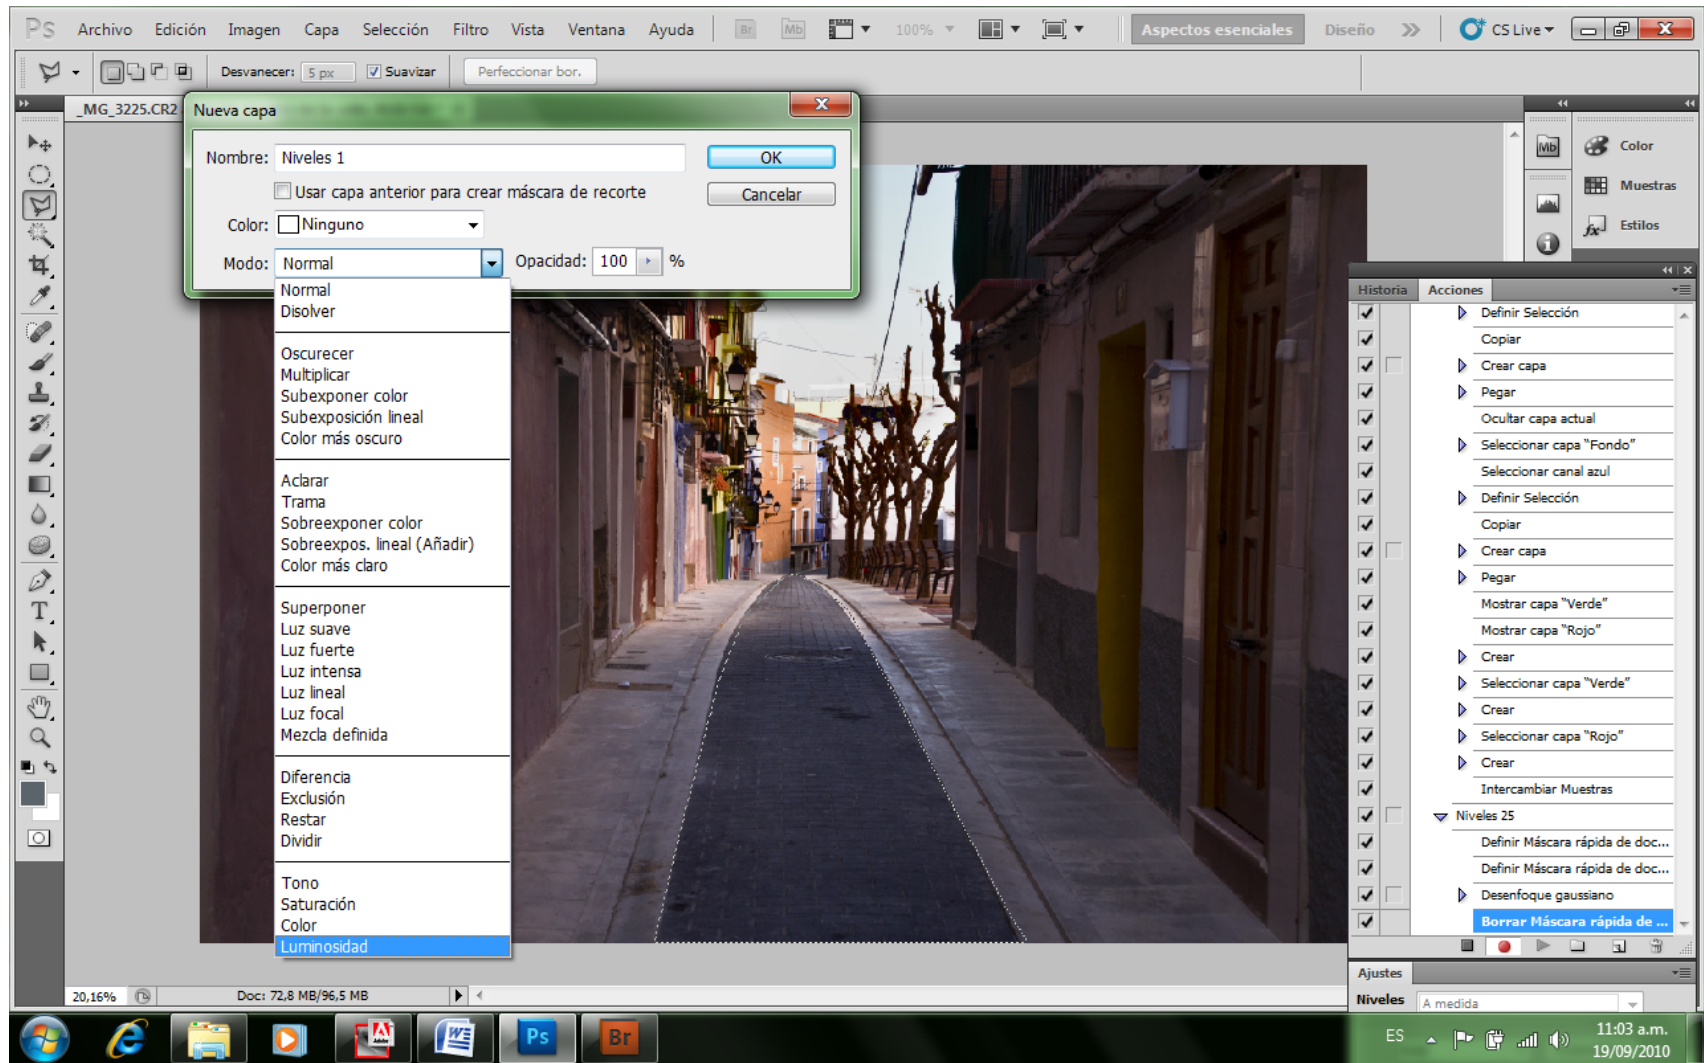 Ps Archivo Edición Imagen Capa Selección Filtro Vista Ventana Ayuda Br Mb 100% Aspectos esenciales Diseño CS Live
Desvanecer: 5 px Suavizar Perfeccionar bor.
_MG_3225.CR2
Nueva capa
Nombre: Niveles 1
OK
Usar capa anterior para crear máscara de recorte
Cancelar
Color: Ninguno
Modo: Normal
Opacidad: 100 %
Normal
Disolver
Oscurecer
Multiplicar
Subexponer color
Subexposición lineal
Color más oscuro
Aclarar
Trama
Sobreexponer color
Sobreexpos. lineal (Añadir)
Color más claro
Superponer
Luz suave
Luz fuerte
Luz intensa
Luz lineal
Luz focal
Mezcla definida
Diferencia
Exclusión
Restar
Dividir
Tono
Saturación
Color
Luminosidad
Mb
Color
Muestras
Estilos
Historia Acciones
Definir Selección
Copiar
Crear capa
Pegar
Ocultar capa actual
Seleccionar capa "Fondo"
Seleccionar canal azul
Definir Selección
Copiar
Crear capa
Pegar
Mostrar capa "Verde"
Mostrar capa "Rojo"
Crear
Seleccionar capa "Verde"
Crear
Seleccionar capa "Rojo"
Crear
Intercambiar Muestras
Niveles 25
Definir Máscara rápida de doc...
Definir Máscara rápida de doc...
Desenfoque gaussiano
Borrar Máscara rápida de ...
Ajustes
Niveles A medida
20,16% Doc: 72,8 MB/96,5 MB
Adobe
Ps
Br
ES
11:03 a.m.
19/09/2010